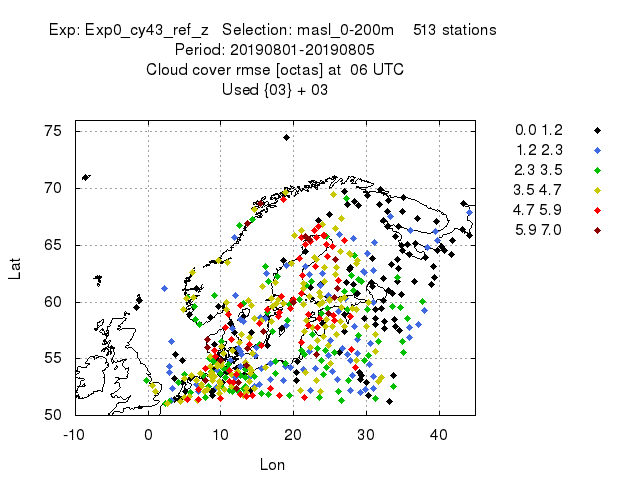 Exp: Exp0_cy43_ref_z Selection: masl_0-200m 513 stations
Period: 20190801-20190805
Cloud cover rmse [octas] at 06 UTC
Used {03} + 03
75
70
65
60
55
50
-10 0 10 20 30 40
Lat
Lon
0.0 1.2
1.2 2.3
2.3 3.5
3.5 4.7
4.7 5.9
5.9 7.0